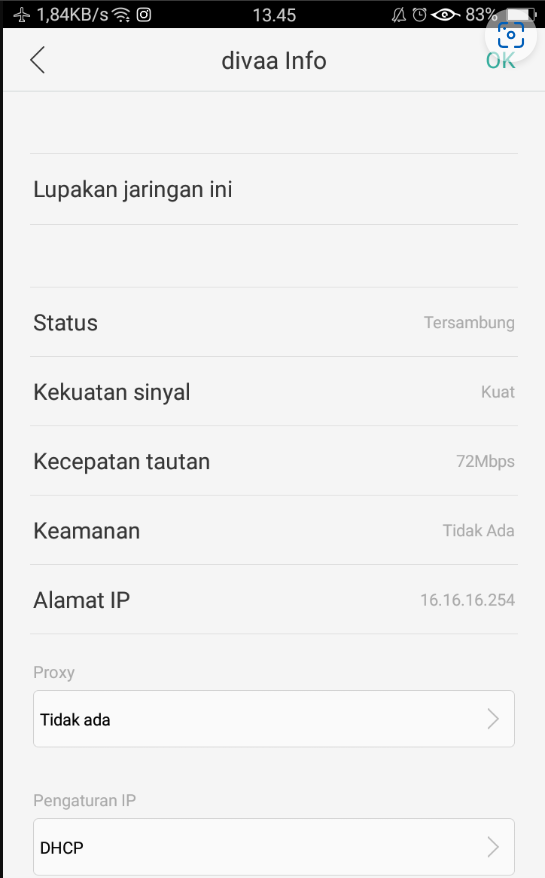 1,84KB/s 13.45 83%
divaa Info OK
Lupakan jaringan ini
Status Tersambung
Kekuatan sinyal Kuat
Kecepatan tautan 72Mbps
Keamanan Tidak Ada
Alamat IP 16.16.16.254
Proxy
Tidak ada
Pengaturan IP
DHCP